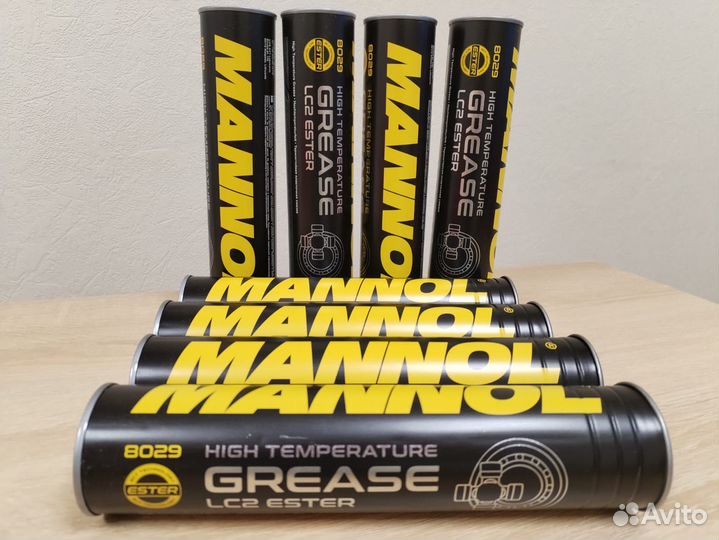 MANNOL
8029
ESTER
8029
HIGH TEMPERATURE
GREASE
LC2 ESTER
MANNOL
8029
HIGH TEMPERATURE
ESTER
8029
HIGH TEMPERATURE
GREASE
LC2 ESTER
MANNOL
MANNOL
MANNOL®
MANNOL
8029 HIGH TEMPERATURE
ESTER
GREASE
LC2 ESTER
Avito